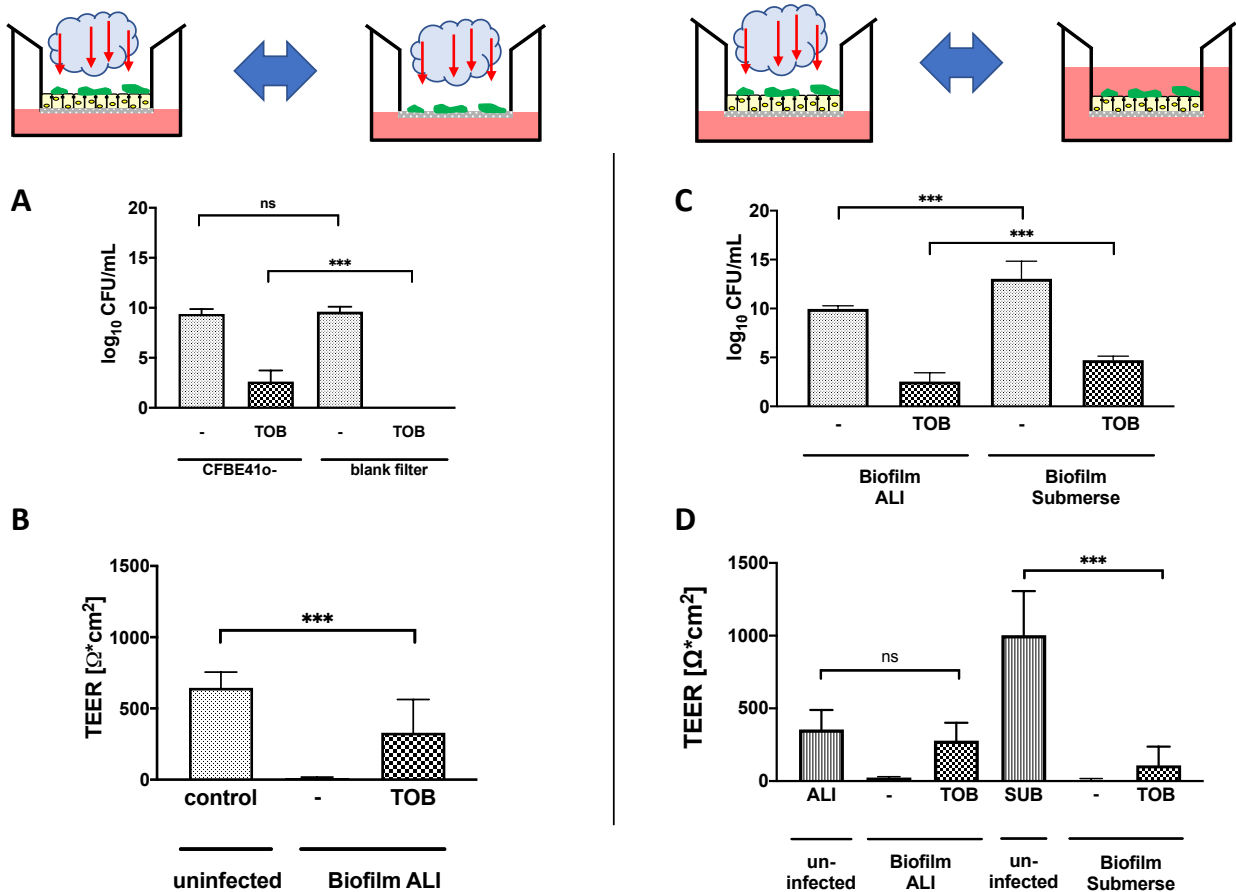 A
ns
***
20
15
10
5
0
log10 CFU/mL
-
TOB
-
TOB
CFBE41o-
blank filter
B
***
1500
1000
500
0
TEER [Ω*cm2]
control
-
TOB
uninfected
Biofilm ALI
C
***
***
20
15
10
5
0
log10 CFU/mL
-
TOB
-
TOB
Biofilm
ALI
Biofilm
Submerse
D
***
ns
1500
1000
500
0
TEER [Ω*cm2]
ALI
-
TOB
SUB
-
TOB
un-
infected
Biofilm
ALI
un-
infected
Biofilm
Submerse